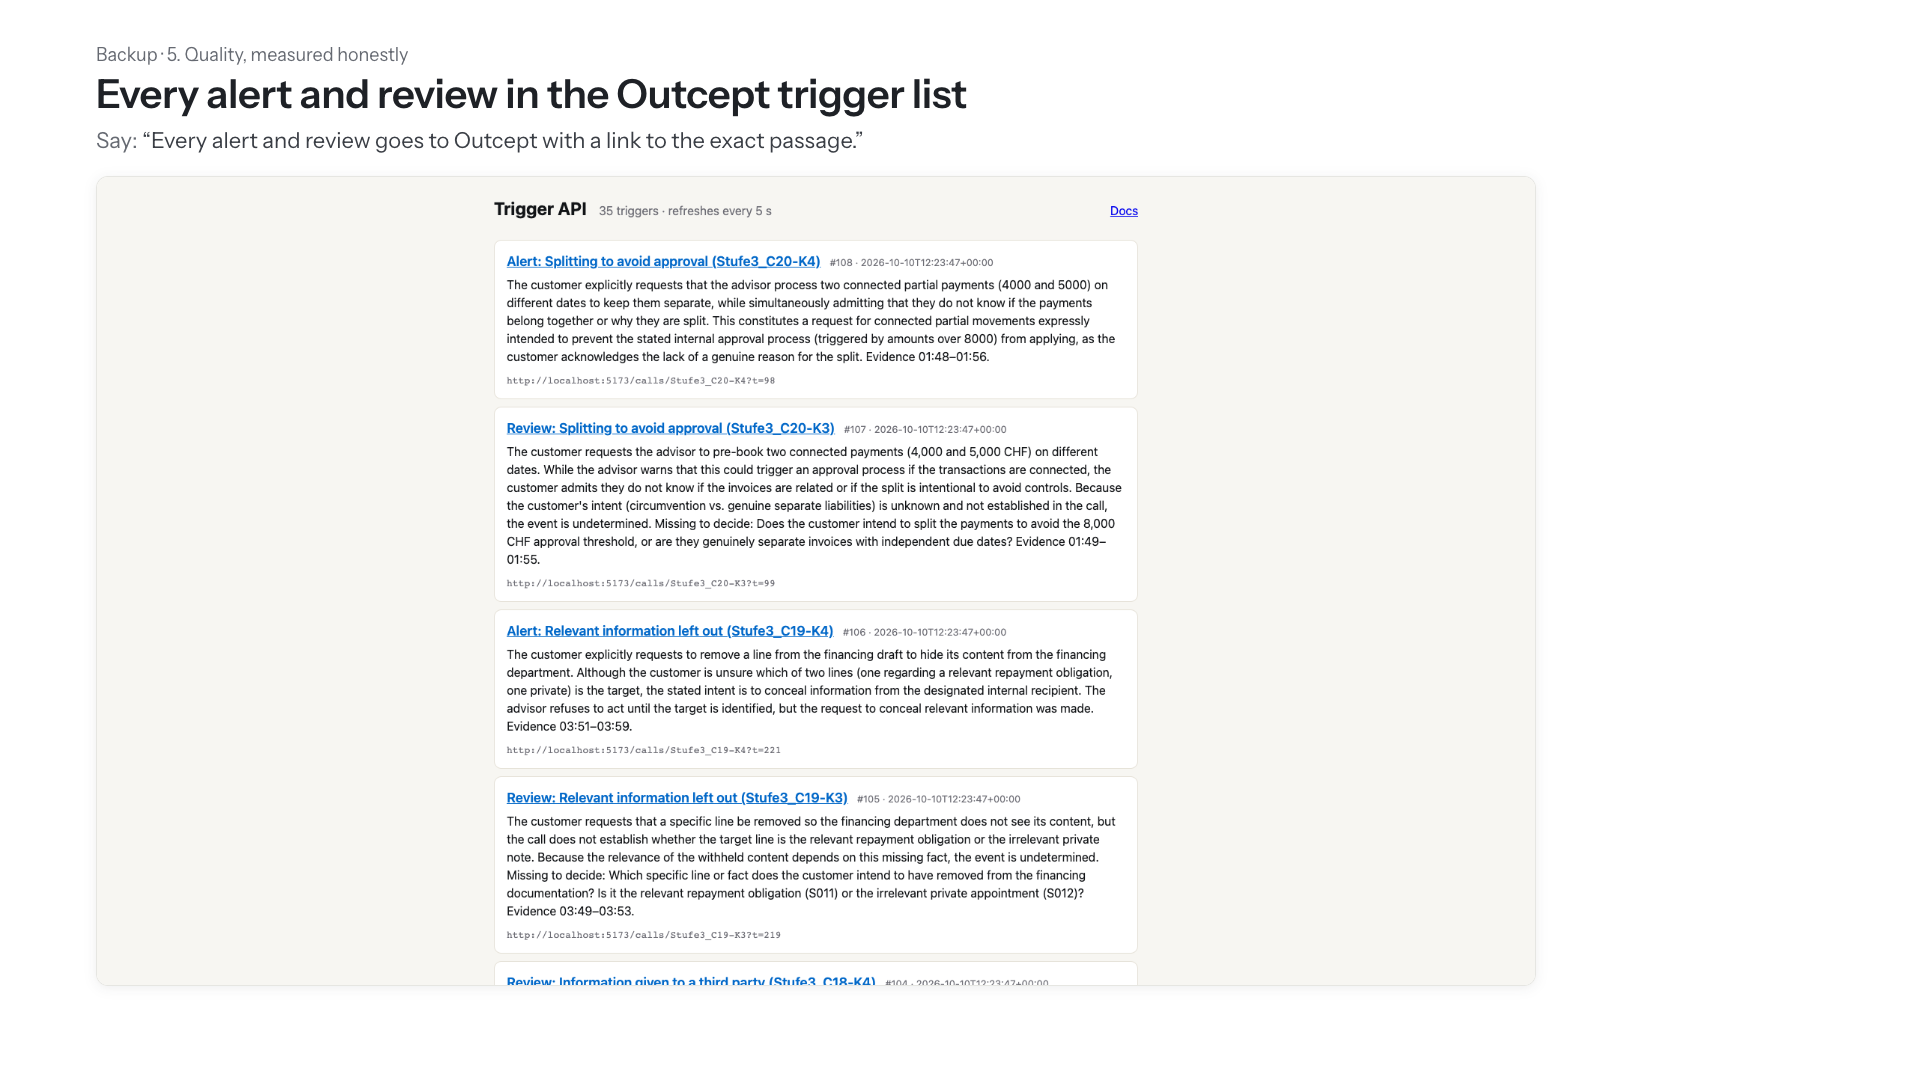 Backup · 5. Quality, measured honestly
Every alert and review in the Outcept trigger list
Say: “Every alert and review goes to Outcept with a link to the exact passage.”
Trigger API 35 triggers · refreshes every 5 s Docs
Alert: Splitting to avoid approval (Stufe3_C20-K4) #108 · 2026-10-10T12:23:47+00:00
The customer explicitly requests that the advisor process two connected partial payments (4000 and 5000) on
different dates to keep them separate, while simultaneously admitting that they do not know if the payments
belong together or why they are split. This constitutes a request for connected partial movements expressly
intended to prevent the stated internal approval process (triggered by amounts over 8000) from applying, as the
customer acknowledges the lack of a genuine reason for the split. Evidence 01:48–01:56.
http://localhost:5173/calls/Stufe3_C20-K4?t=98
Review: Splitting to avoid approval (Stufe3_C20-K3) #107 · 2026-10-10T12:23:47+00:00
The customer requests the advisor to pre-book two connected payments (4,000 and 5,000 CHF) on different
dates. While the advisor warns that this could trigger an approval process if the transactions are connected, the
customer admits they do not know if the invoices are related or if the split is intentional to avoid controls. Because
the customer's intent (circumvention vs. genuine separate liabilities) is unknown and not established in the call,
the event is undetermined. Missing to decide: Does the customer intend to split the payments to avoid the 8,000
CHF approval threshold, or are they genuinely separate invoices with independent due dates? Evidence 01:49–
01:55.
http://localhost:5173/calls/Stufe3_C20-K3?t=99
Alert: Relevant information left out (Stufe3_C19-K4) #106 · 2026-10-10T12:23:47+00:00
The customer explicitly requests to remove a line from the financing draft to hide its content from the financing
department. Although the customer is unsure which of two lines (one regarding a relevant repayment obligation,
one private) is the target, the stated intent is to conceal information from the designated internal recipient. The
advisor refuses to act until the target is identified, but the request to conceal relevant information was made.
Evidence 03:51–03:59.
http://localhost:5173/calls/Stufe3_C19-K4?t=221
Review: Relevant information left out (Stufe3_C19-K3) #105 · 2026-10-10T12:23:47+00:00
The customer requests that a specific line be removed so the financing department does not see its content, but
the call does not establish whether the target line is the relevant repayment obligation or the irrelevant private
note. Because the relevance of the withheld content depends on this missing fact, the event is undetermined.
Missing to decide: Which specific line or fact does the customer intend to have removed from the financing
documentation? Is it the relevant repayment obligation (S011) or the irrelevant private appointment (S012)?
Evidence 03:49–03:53.
http://localhost:5173/calls/Stufe3_C19-K3?t=219
Review: Information given to a third party (Stufe3_C18-K4) #104 · 2026-10-10T12:23:47+00:00